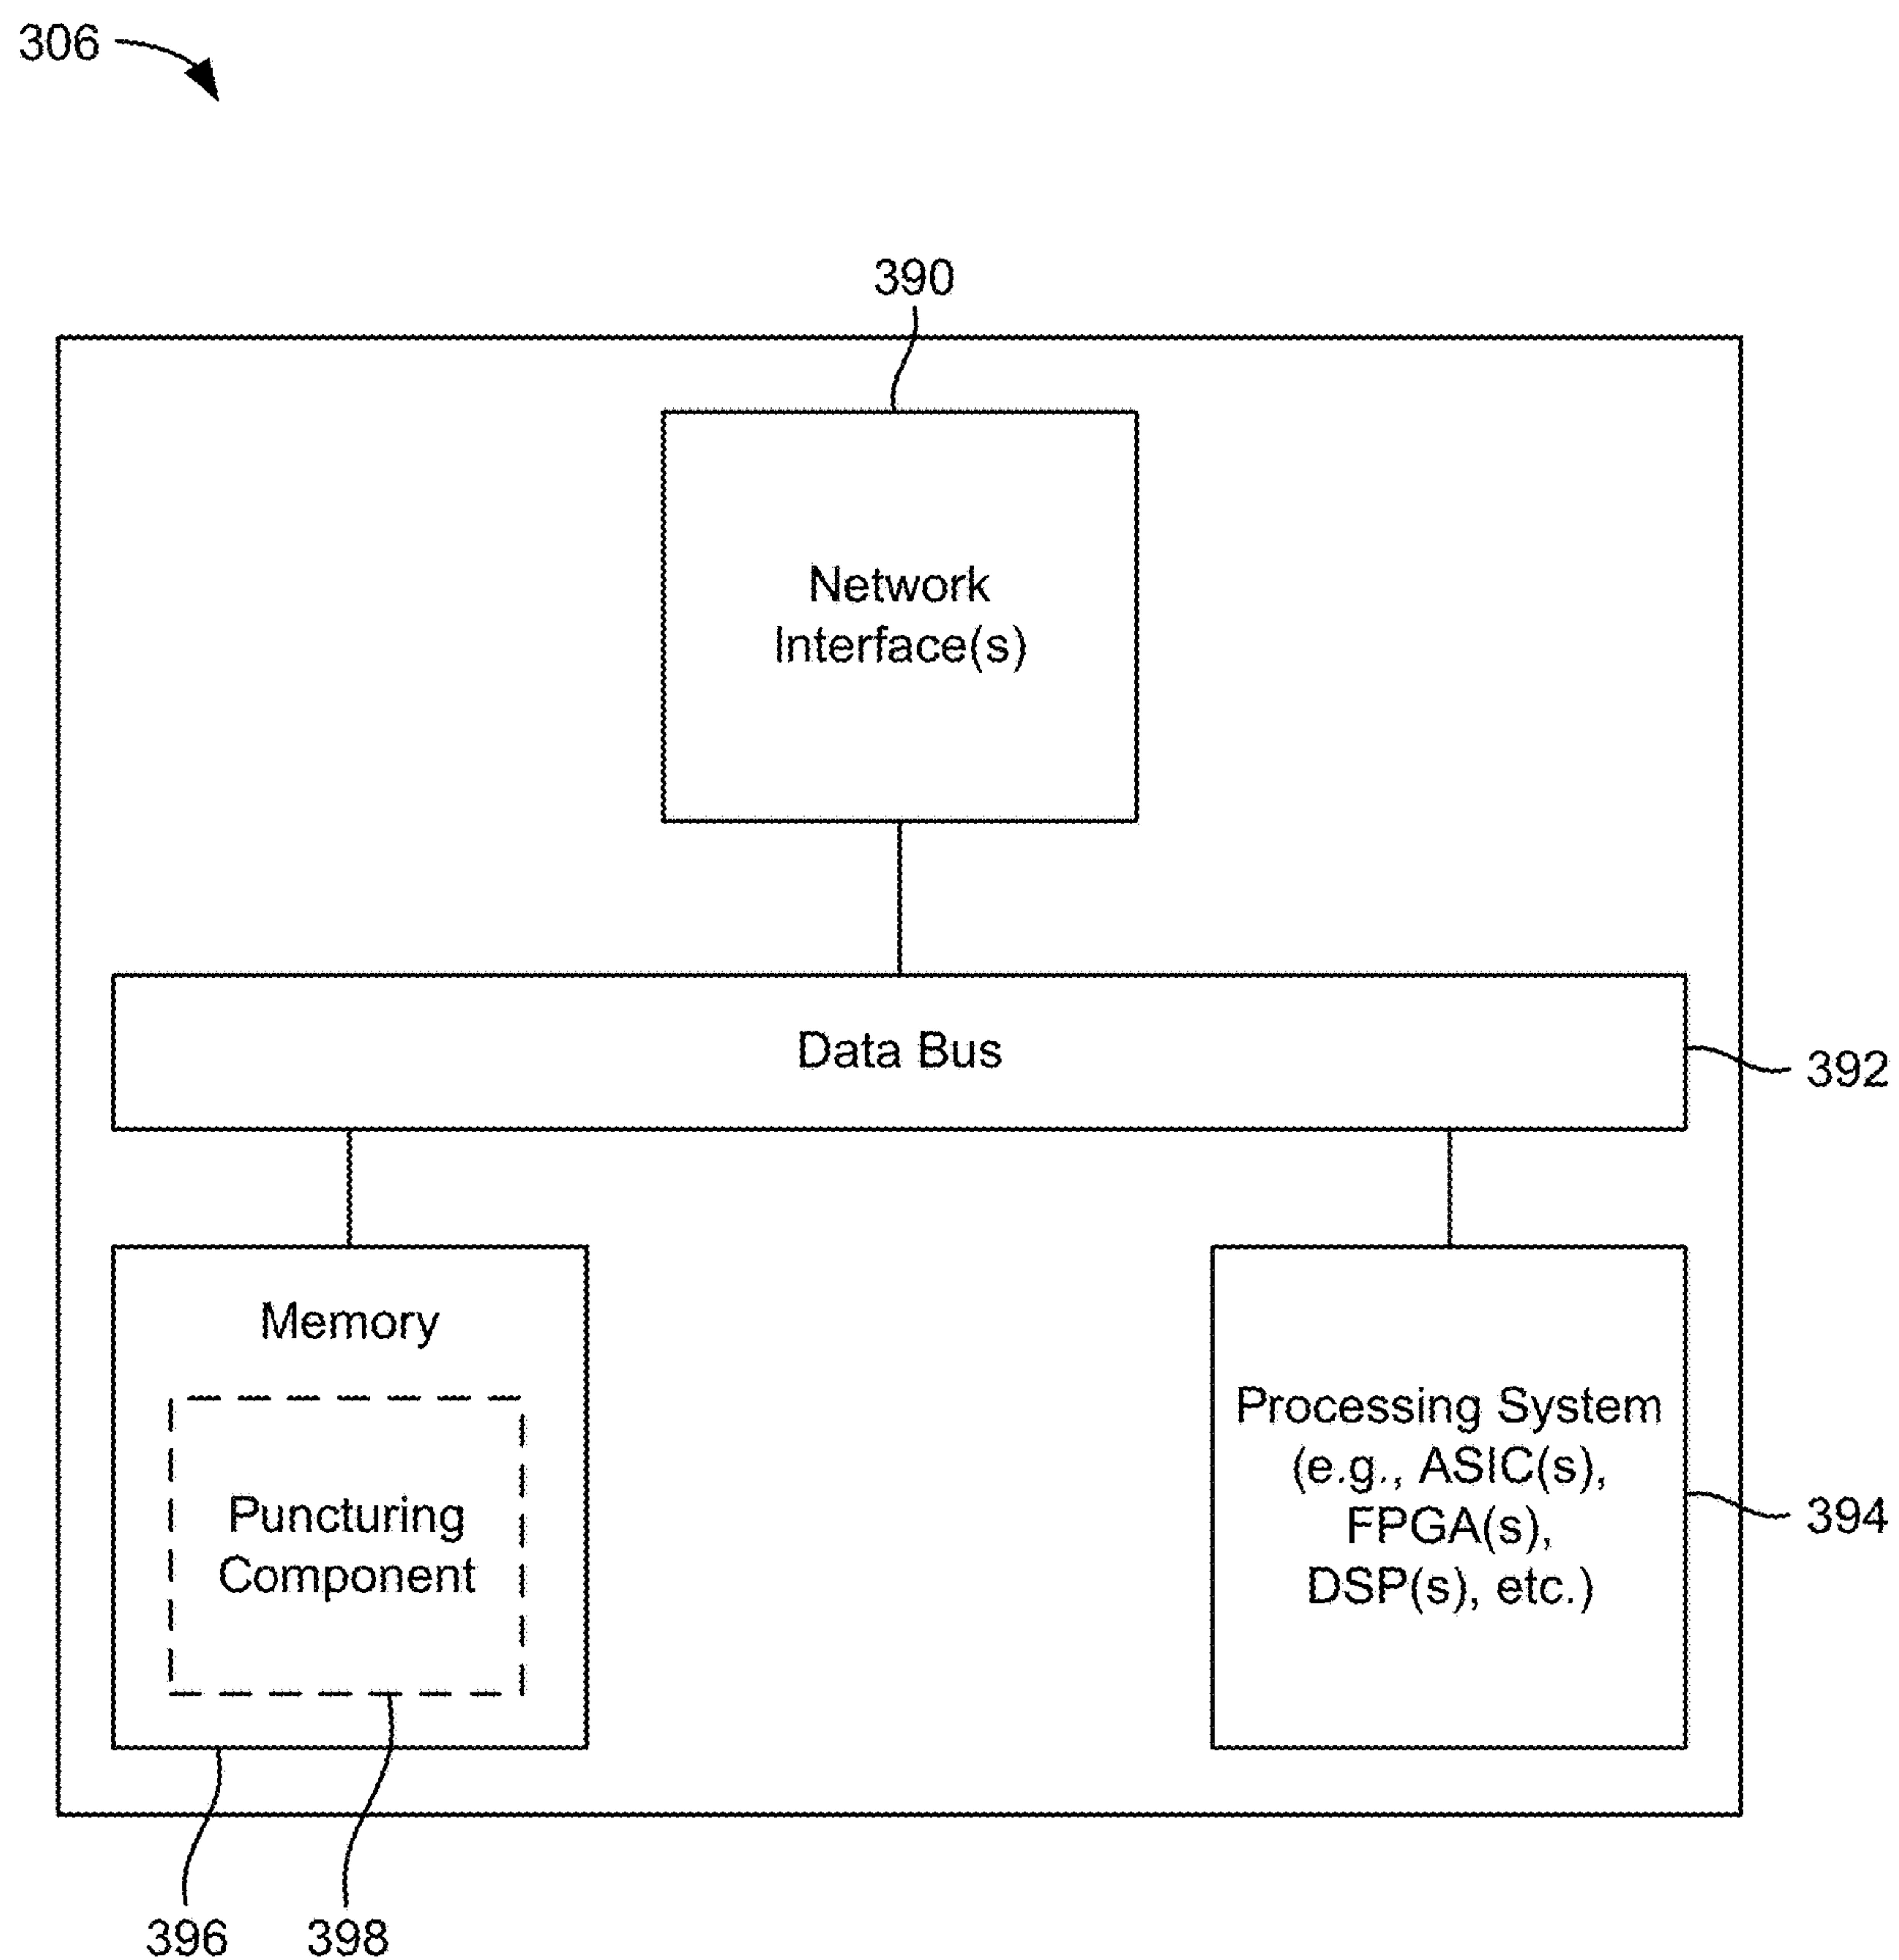 306
390
Network
Interface(s)
Data Bus
392
Memory
Puncturing
Component
Processing System
(e.g., ASIC(s),
FPGA(s),
DSP(s), etc.)
394
396
398